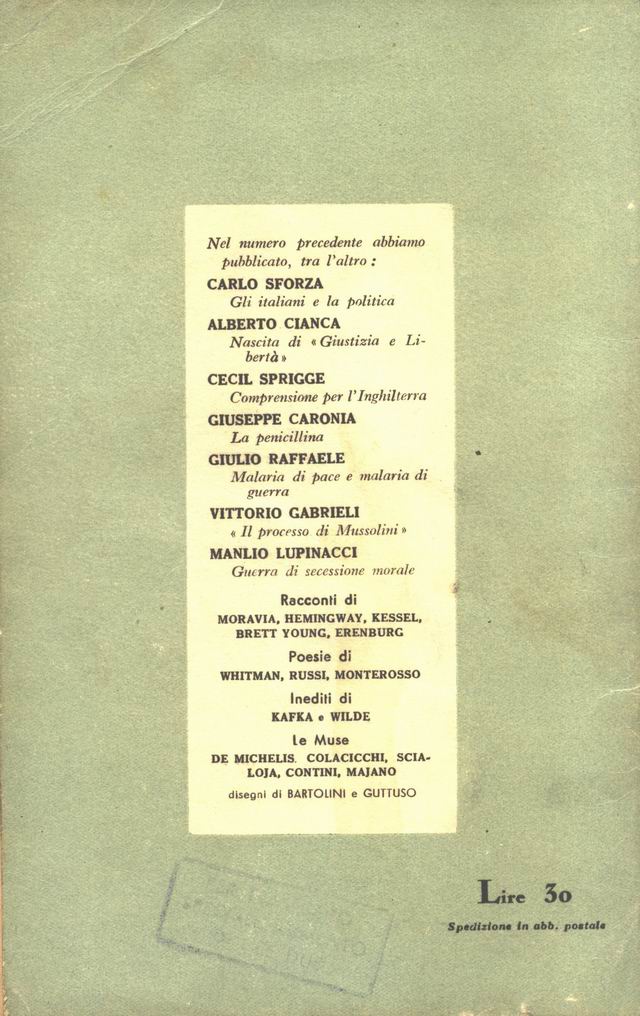 Nel numero precedente abbiamo
pubblicato, tra l'altro :
CARLO SFORZA
Gli italiani e la politica
ALBERTO CIANCA
Nascita di «Giustizia e Li-
bertà»
CECIL SPRIGGE
Comprensione per l'Inghilterra
GIUSEPPE CARONIA
La penicillina
GIULIO RAFFAELE
Malaria di pace e malaria di
guerra
VITTORIO GABRIELI
« Il processo di Mussolini »
MANLIO LUPINACCI
Guerra di secessione morale
Racconti di
MORAVIA, HEMINGWAY, KESSEL,
BRETT YOUNG, ERENBURG
Poesie di
WHITMAN, RUSSI, MONTEROSSO
Inediti di
KAFKA e WILDE
Le Muse
DE MICHELIS. COLACICCHI, SCIA-
LOJA, CONTINI, MAJANO
disegni di BARTOLINI e GUTTUSO
Lire 30
Spedizione in abb. postale